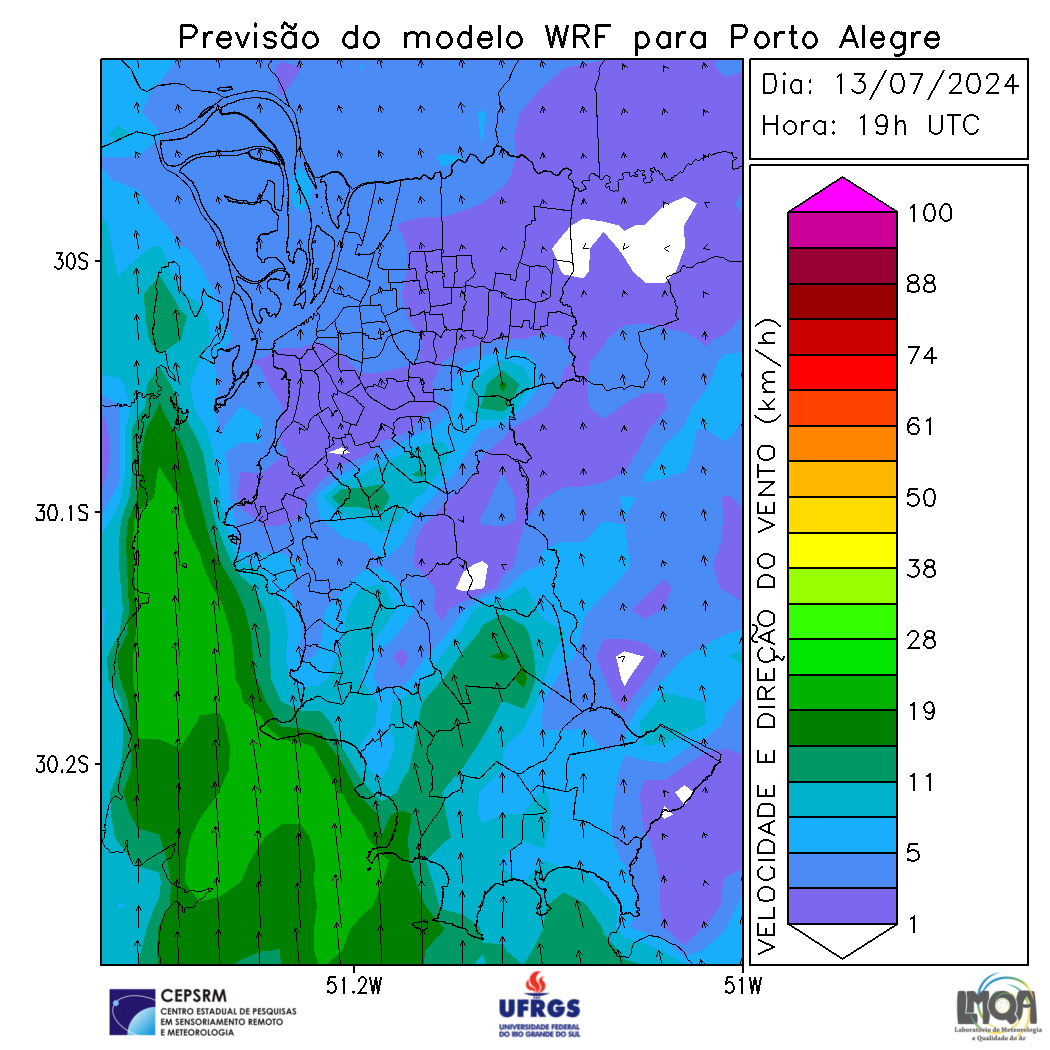 Previsão do modelo WRF para Porto Alegre
Dia: 13/07/2024
Hora: 19h UTC
30S
30.1S
30.2S
51.2W
51W
VELOCIDADE E DIREÇÃO DO VENTO (km/h)
100
88
74
61
50
38
28
19
11
5
1
CEPSRM
CENTRO ESTADUAL DE PESQUISAS
EM SENSORIAMENTO REMOTO
E METEOROLOGIA
UFRGS
UNIVERSIDADE FEDERAL
DO RIO GRANDE DO SUL
LMQA
Laboratório de Meteorologia
e Qualidade do Ar